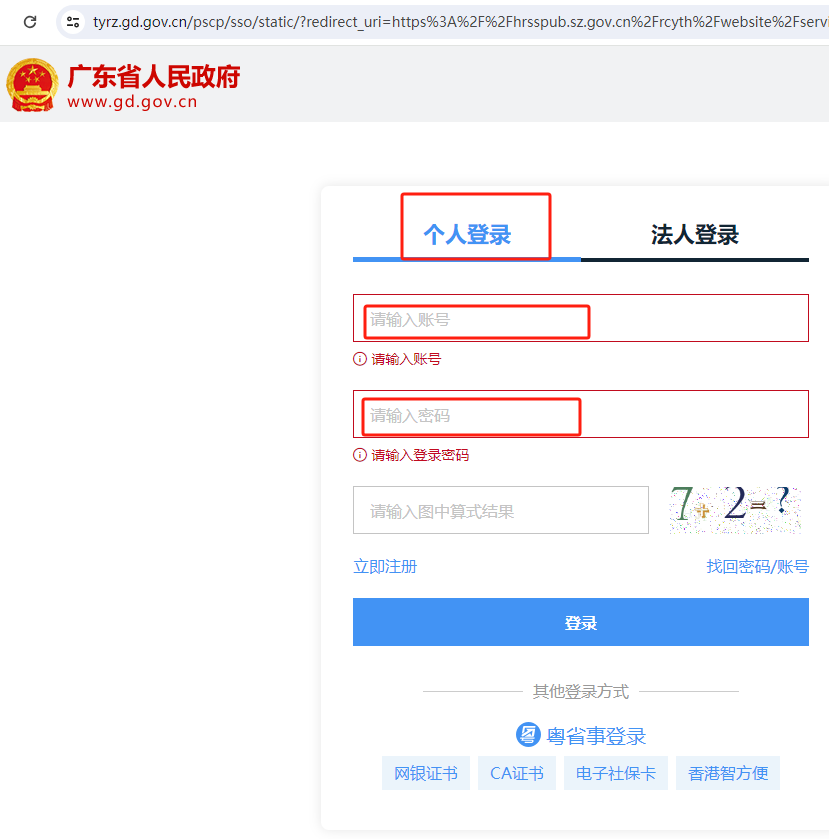 tyrz.gd.gov.cn/pscp/sso/static/?redirect_uri=https%3A%2F%2Fhrsspub.sz.gov.cn%2Frcyth%2Fwebsite%2Fservi
广东省人民政府
www.gd.gov.cn
个人登录 法人登录
请输入账号
请输入账号
请输入密码
请输入登录密码
请输入图中算式结果 7+2=?
立即注册 找回密码/账号
登录
其他登录方式
粤 粤省事登录
网银证书 CA证书 电子社保卡 香港智方便